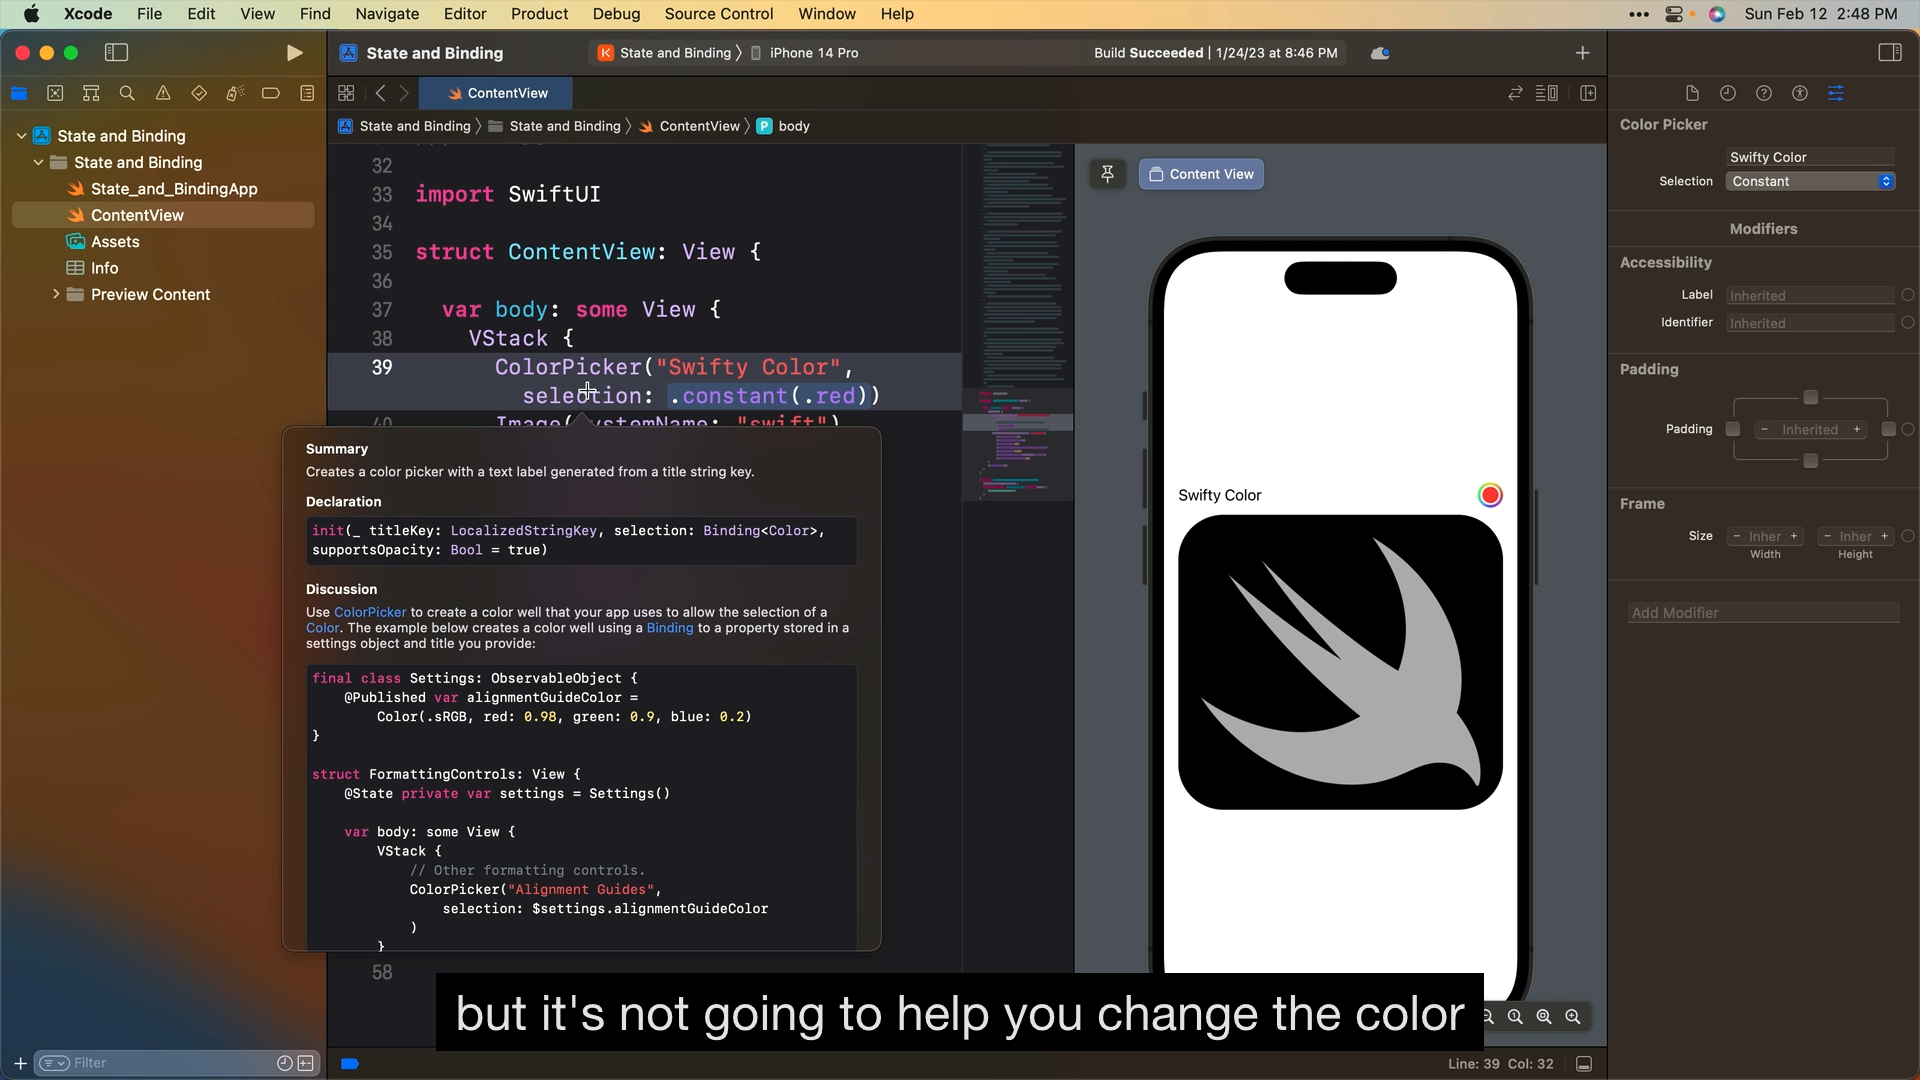 Xcode File Edit View Find Navigate Editor Product Debug Source Control Window Help
Sun Feb 12 2:48 PM
State and Binding
State and Binding 〉 iPhone 14 Pro
Build Succeeded | 1/24/23 at 8:46 PM
ContentView
State and Binding 〉 State and Binding 〉 ContentView 〉 P body
State and Binding
State and Binding
State_and_BindingApp
ContentView
Assets
Info
Preview Content
32
33 import SwiftUI
34
35 struct ContentView: View {
36
37 var body: some View {
38 VStack {
39 ColorPicker("Swifty Color",
selection: .constant(.red))
Summary
Creates a color picker with a text label generated from a title string key.
Declaration
init(_ titleKey: LocalizedStringKey, selection: Binding<Color>,
supportsOpacity: Bool = true)
Discussion
Use ColorPicker to create a color well that your app uses to allow the selection of a
Color. The example below creates a color well using a Binding to a property stored in a
settings object and title you provide:
final class Settings: ObservableObject {
@Published var alignmentGuideColor =
Color(.sRGB, red: 0.98, green: 0.9, blue: 0.2)
}
struct FormattingControls: View {
@State private var settings = Settings()
var body: some View {
VStack {
// Other formatting controls.
ColorPicker("Alignment Guides",
selection: $settings.alignmentGuideColor
)
}
58
Content View
Swifty Color
Color Picker
Swifty Color
Selection Constant
Modifiers
Accessibility
Label Inherited
Identifier Inherited
Padding
Padding − Inherited +
Frame
Size − Inher + − Inher +
Width Height
Add Modifier
but it's not going to help you change the color
Filter
Line: 39 Col: 32